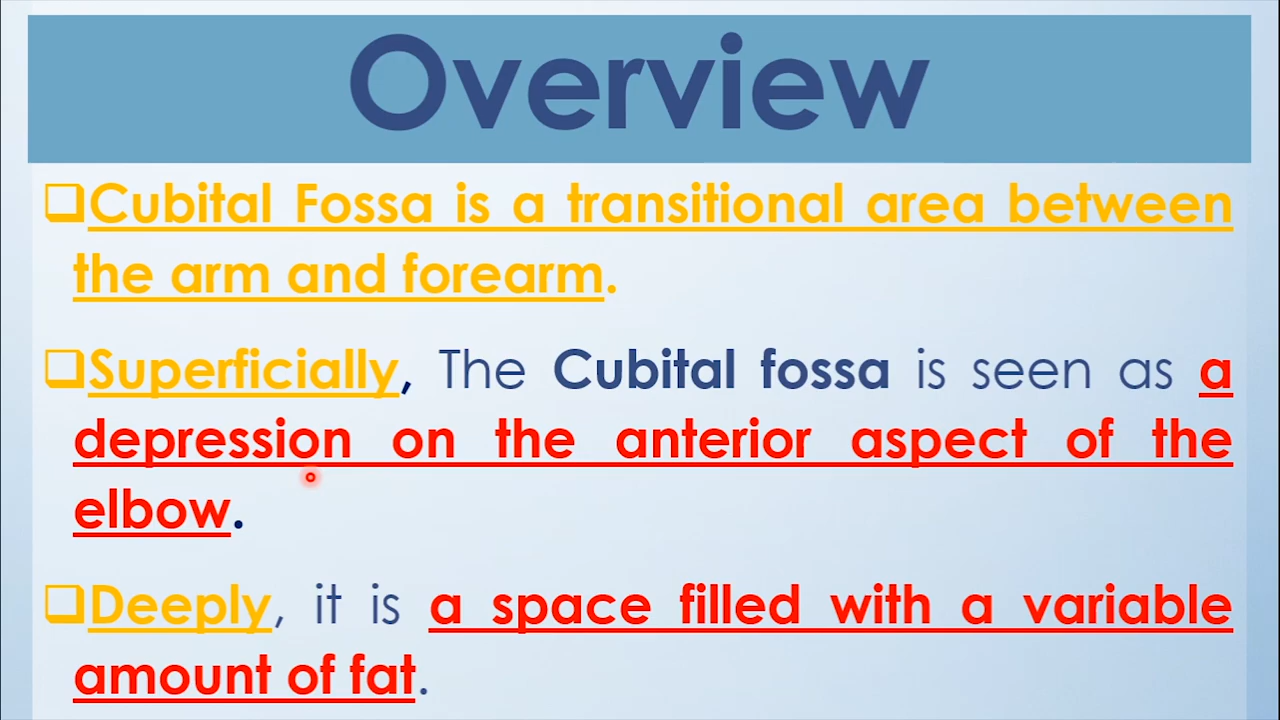 Overview
❑Cubital Fossa is a transitional area between
the arm and forearm.
❑Superficially, The Cubital fossa is seen as a
depression on the anterior aspect of the
elbow.
❑Deeply, it is a space filled with a variable
amount of fat.